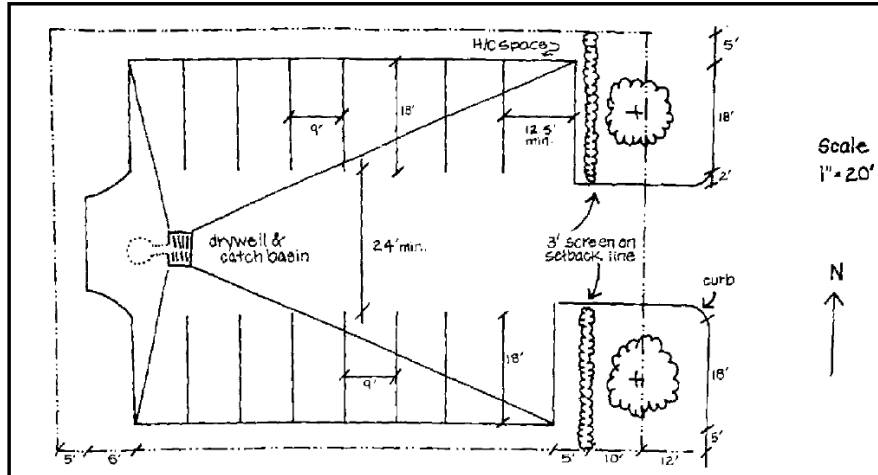 H/C spaces
5'
18'
9'
18'
12.5'
min.
2'
Scale
1"=20'
drywell &
catch basin
24' min.
3' screen on
setback line
N
curb
18'
9'
18'
5'
5'
6'
5'
10'
12'